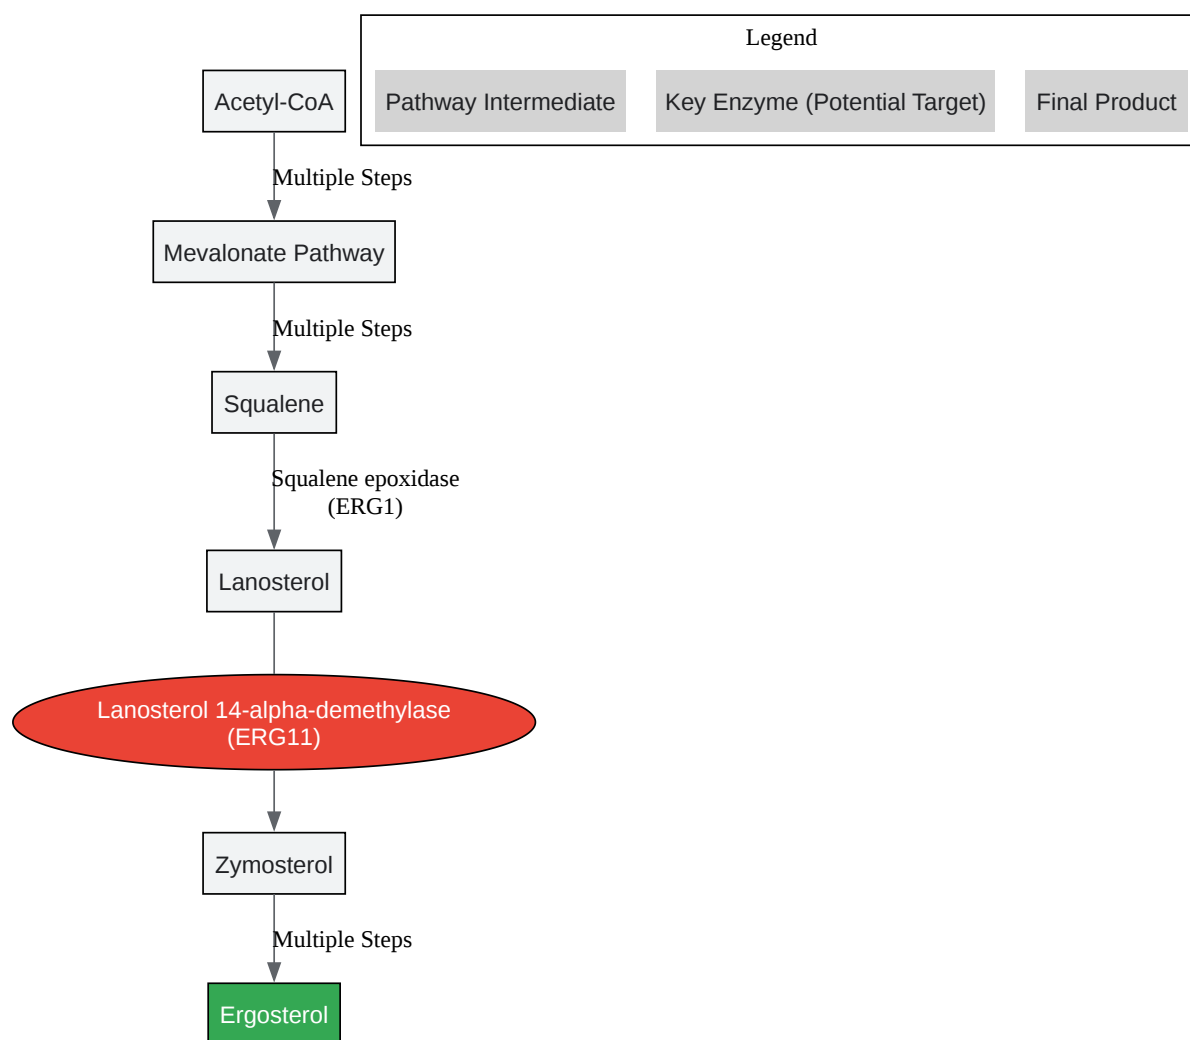 Legend
Acetyl-CoA
Pathway Intermediate
Key Enzyme (Potential Target)
Final Product
Multiple Steps
Mevalonate Pathway
Multiple Steps
Squalene
Squalene epoxidase
(ERG1)
Lanosterol
Lanosterol 14-alpha-demethylase
(ERG11)
Zymosterol
Multiple Steps
Ergosterol